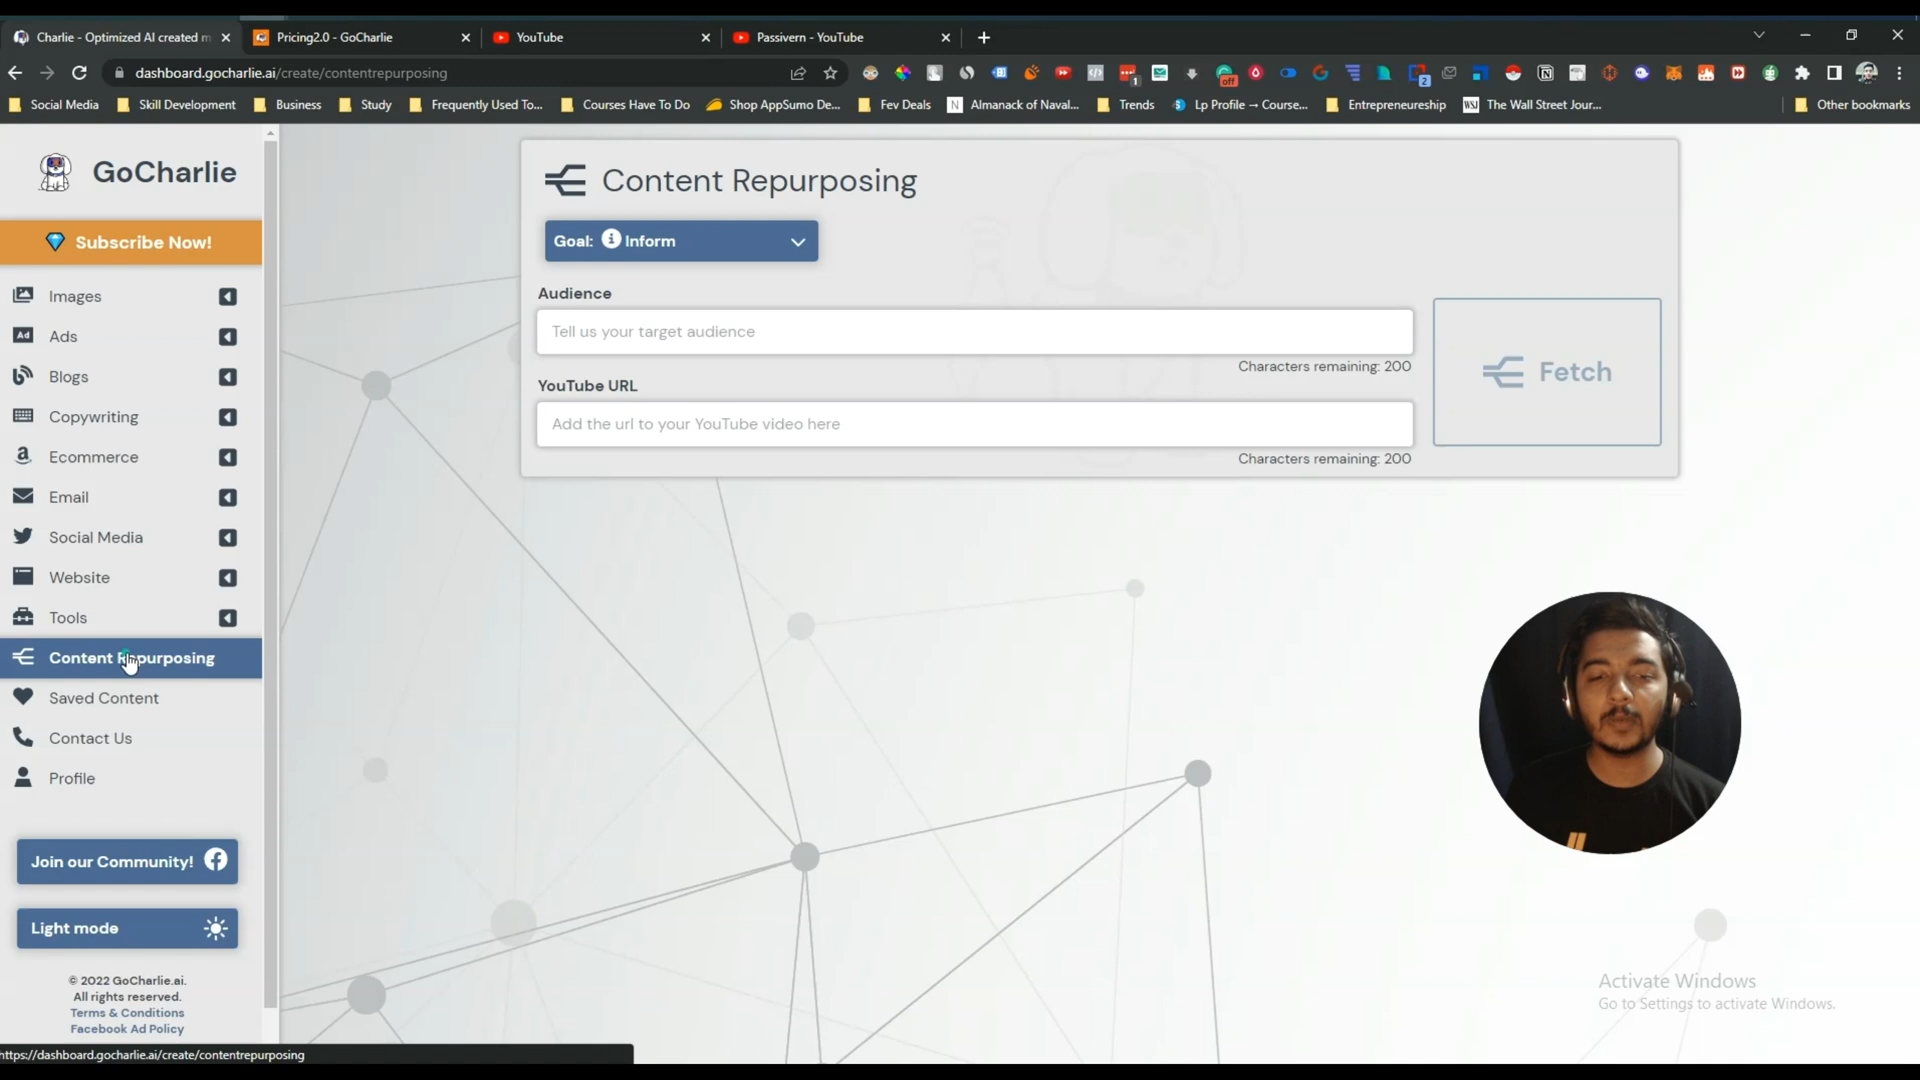 Charlie - Optimized AI created m
Pricing2.0 - GoCharlie
YouTube
Passivern - YouTube
dashboard.gocharlie.ai/create/contentrepurposing
Social Media
Skill Development
Business
Study
Frequently Used To...
Courses Have To Do
Shop AppSumo De...
Fev Deals
Almanack of Naval...
Trends
Lp Profile → Course...
Entrepreneureship
WSJ The Wall Street Jour...
Other bookmarks
GoCharlie
Subscribe Now!
Images
Ads
Blogs
Copywriting
Ecommerce
Email
Social Media
Website
Tools
Content Repurposing
Saved Content
Contact Us
Profile
Join our Community!
Light mode
© 2022 GoCharlie.ai.
All rights reserved.
Terms & Conditions
Facebook Ad Policy
https://dashboard.gocharlie.ai/create/contentrepurposing
Content Repurposing
Goal: Inform
Audience
Tell us your target audience
Characters remaining: 200
YouTube URL
Add the url to your YouTube video here
Characters remaining: 200
Fetch
Activate Windows
Go to Settings to activate Windows.